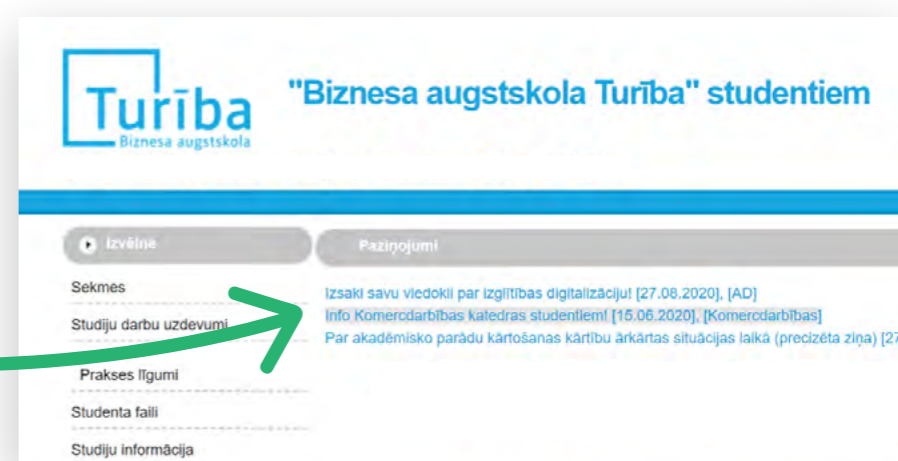 Turība
Biznesa augstskola
"Biznesa augstskola Turība" studentiem
Izvēlne
Paziņojumi
Sekmes
Studiju darbu uzdevumi
Prakses līgumi
Studenta faili
Studiju informācija
Izsaki savu viedokli par izglītības digitalizāciju! [27.08.2020], [AD]
Info Komercdarbības katedras studentiem! [15.06.2020], [Komercdarbības]
Par akadēmisko parādu kārtošanas kārtību ārkārtas situācijas laikā (precizēta ziņa) [27